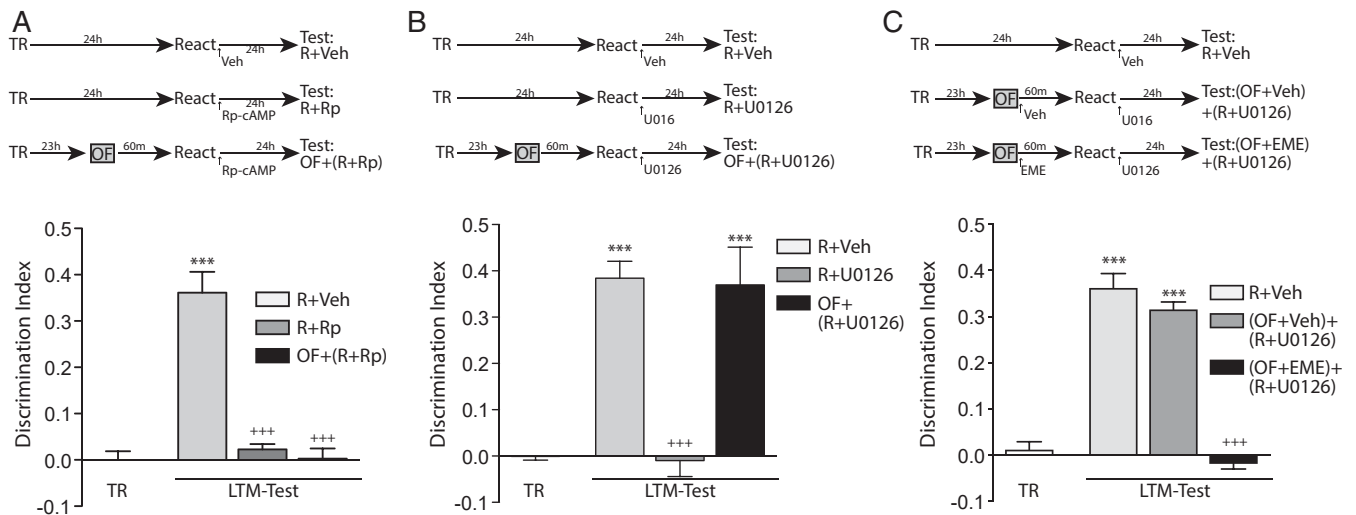 A
TR 24h React 24h Test:
Veh R+Veh
TR 24h React 24h Test:
Rp-cAMP R+Rp
TR 23h OF 60m React 24h Test:
Rp-cAMP OF+(R+Rp)
Discrimination Index
0.5
0.4
0.3
0.2
0.1
0.0
-0.1
***
+++
+++
R+Veh
R+Rp
OF+(R+Rp)
TR LTM-Test
B
TR 24h React 24h Test:
Veh R+Veh
TR 24h React 24h Test:
U016 R+U0126
TR 23h OF 60m React 24h Test:
U0126 OF+(R+U0126)
Discrimination Index
0.5
0.4
0.3
0.2
0.1
0.0
-0.1
***
+++
***
R+Veh
R+U0126
OF+
(R+U0126)
TR LTM-Test
C
TR 24h React 24h Test:
Veh R+Veh
TR 23h OF 60m React 24h Test:(OF+Veh)
Veh U016 +(R+U0126)
TR 23h OF 60m React 24h Test:(OF+EME)
EME U0126 +(R+U0126)
Discrimination Index
0.5
0.4
0.3
0.2
0.1
0.0
-0.1
***
***
+++
R+Veh
(OF+Veh)+
(R+U0126)
(OF+EME)+
(R+U0126)
TR LTM-Test